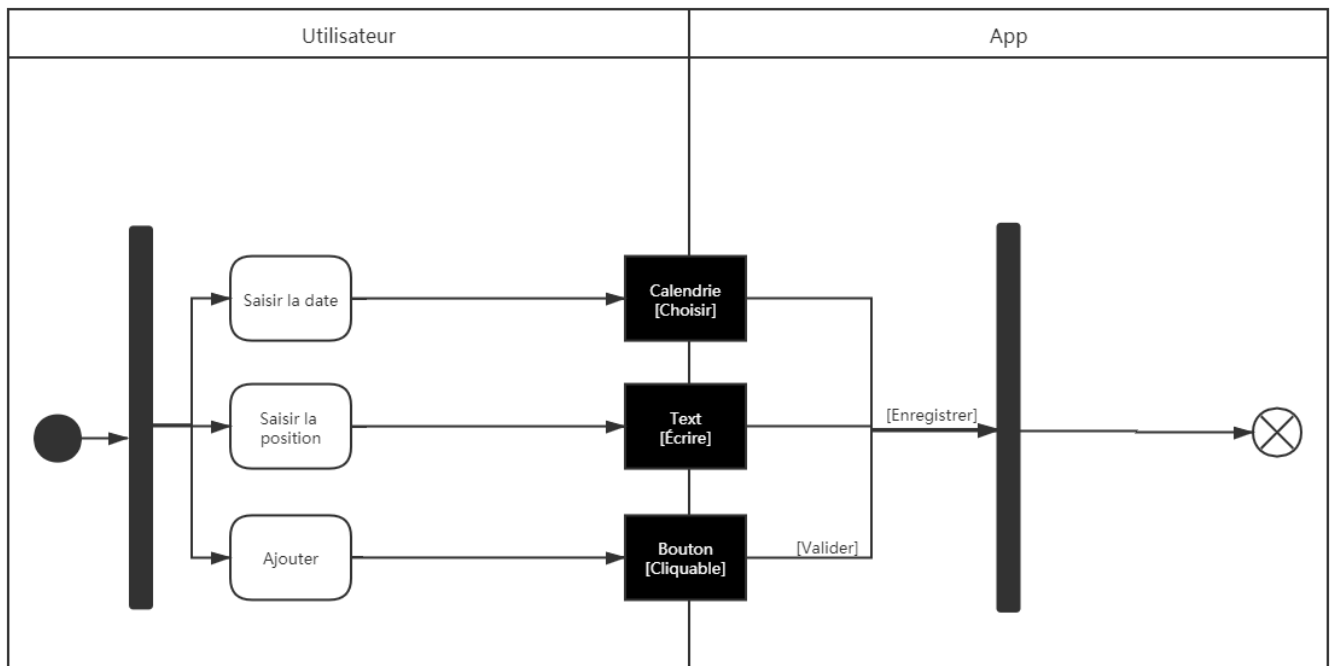 Utilisateur
App
Saisir la date
Calendrie
[Choisir]
Saisir la
position
Text
[Écrire]
[Enregistrer]
Ajouter
Bouton
[Cliquable]
[Valider]